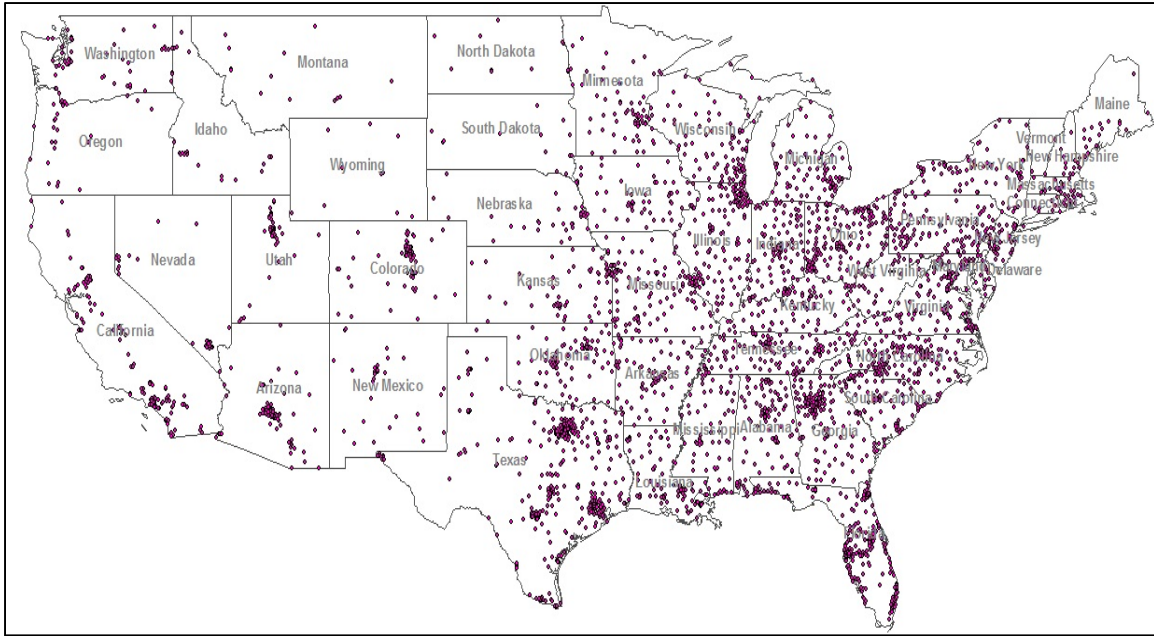 Washington
Montana
North Dakota
Minnesota
Maine
Oregon
Idaho
South Dakota
Wisconsin
Vermont
Wyoming
Michigan
New York
New Hampshire
Massachusetts
Iowa
Connecticut
Nebraska
Pennsylvania
Nevada
Utah
Colorado
Illinois
Indiana
Ohio
New Jersey
Kansas
Missouri
West Virginia
Maryland
Delaware
California
Kentucky
Virginia
Oklahoma
Tennessee
North Carolina
Arizona
New Mexico
Arkansas
South Carolina
Texas
Mississippi
Alabama
Georgia
Louisiana
Florida